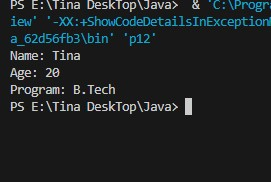 PS E:\Tina DeskTop\Java> & 'C:\Progra
iew' '-XX:+ShowCodeDetailsInException
a_62d56fb3\bin' 'p12'
Name: Tina
Age: 20
Program: B.Tech
PS E:\Tina DeskTop\Java>